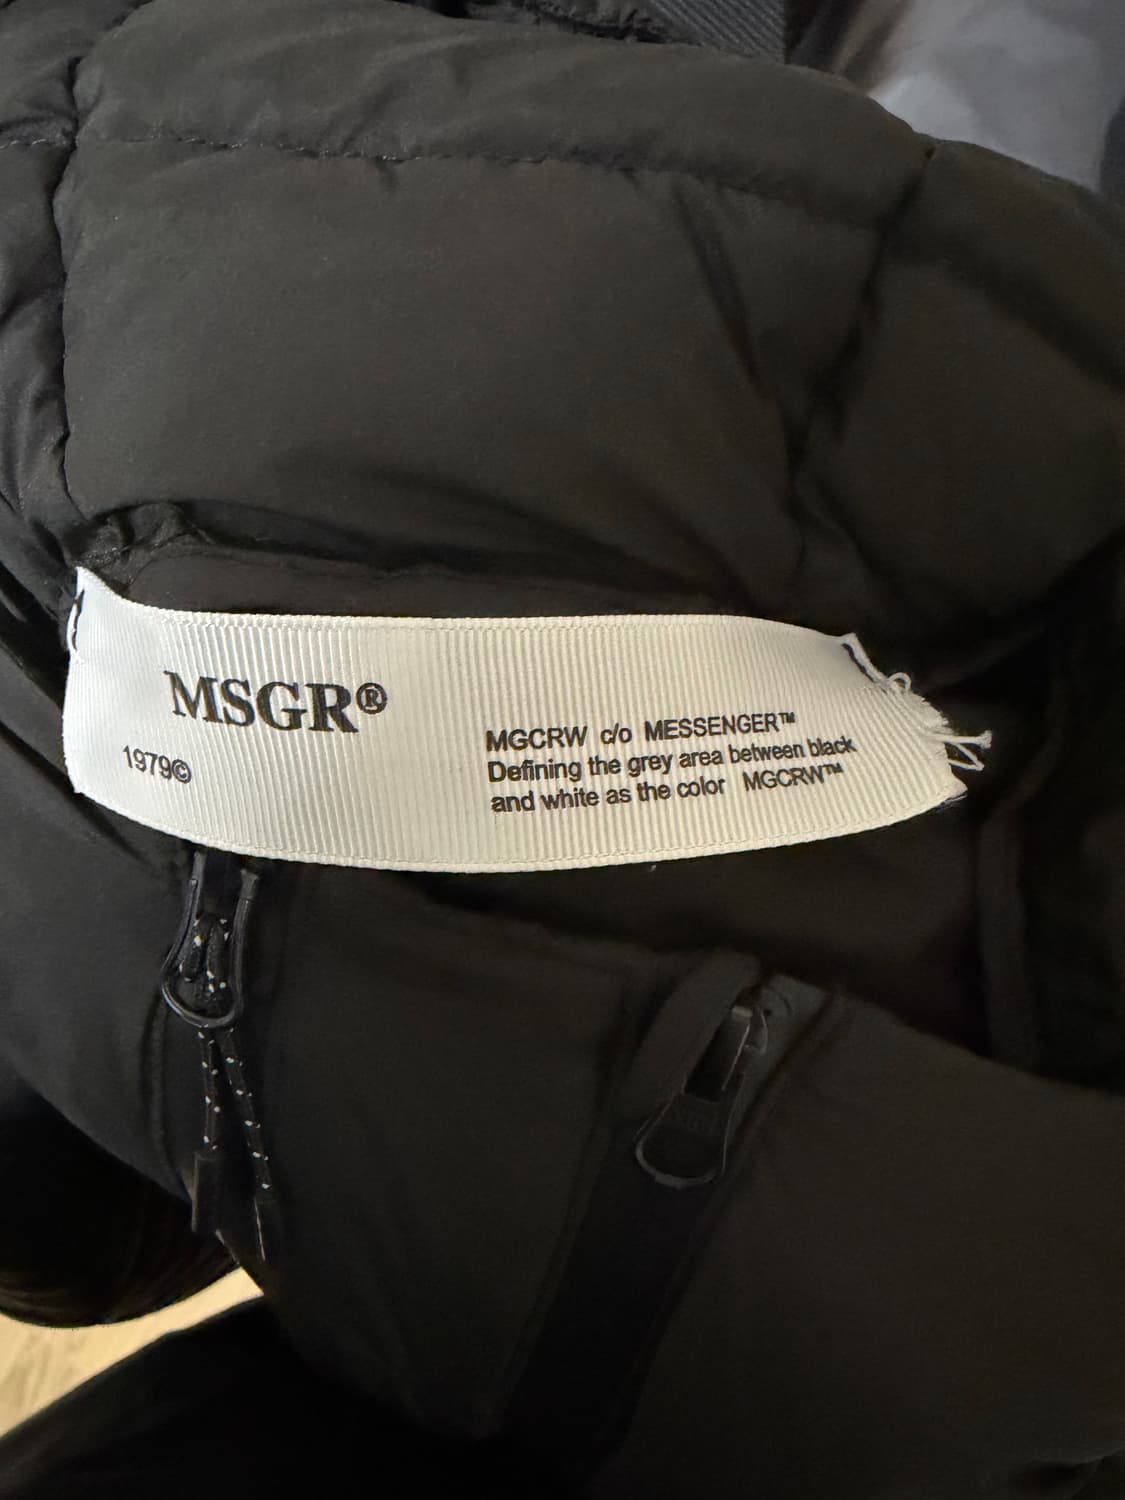 MSGR®
1979©
MGCRW c/o MESSENGER™
Defining the grey area between black
and white as the color MGCRW™